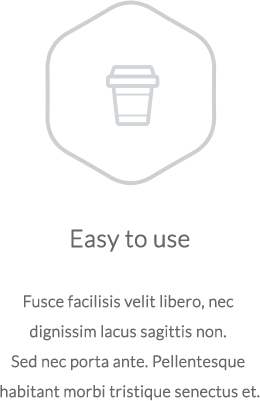 Easy to use
Fusce facilisis velit libero, nec
dignissim lacus sagittis non.
Sed nec porta ante. Pellentesque
habitant morbi tristique senectus et.